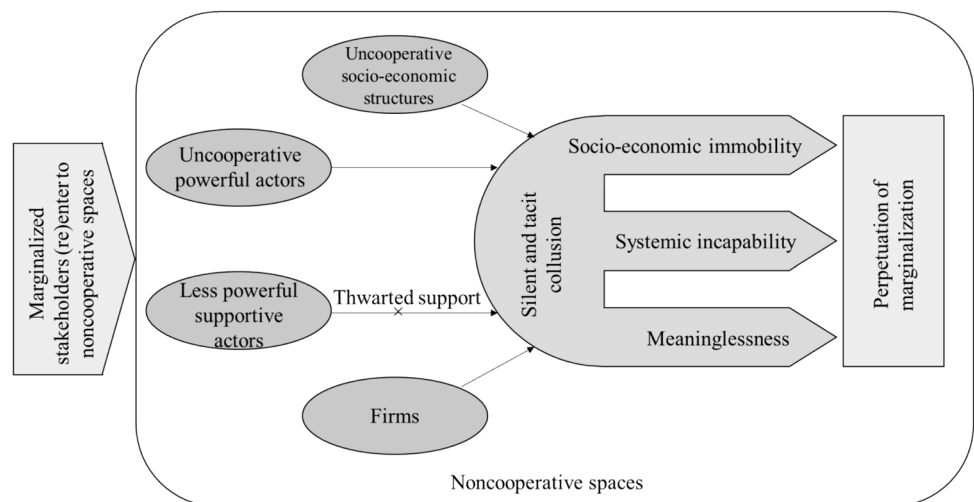 Marginalized
stakeholders (re)enter to
noncooperative spaces
Uncooperative
socio-economic
structures
Uncooperative
powerful actors
Less powerful
supportive
actors
Thwarted support
Firms
Silent and tacit
collusion
Socio-economic immobility
Systemic incapability
Meaninglessness
Perpetuation of
marginalization
Noncooperative spaces